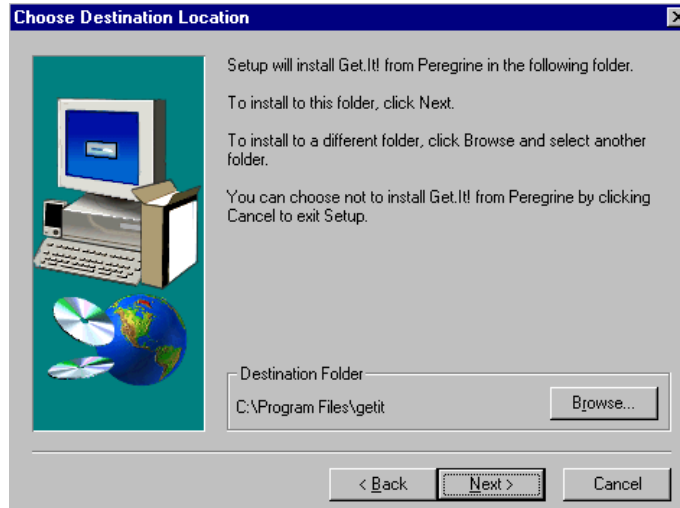 Choose Destination Location
Setup will install Get.It! from Peregrine in the following folder.
To install to this folder, click Next.
To install to a different folder, click Browse and select another
folder.
You can choose not to install Get.It! from Peregrine by clicking
Cancel to exit Setup.
Destination Folder
C:\Program Files\getit
Browse...
< Back
Next >
Cancel